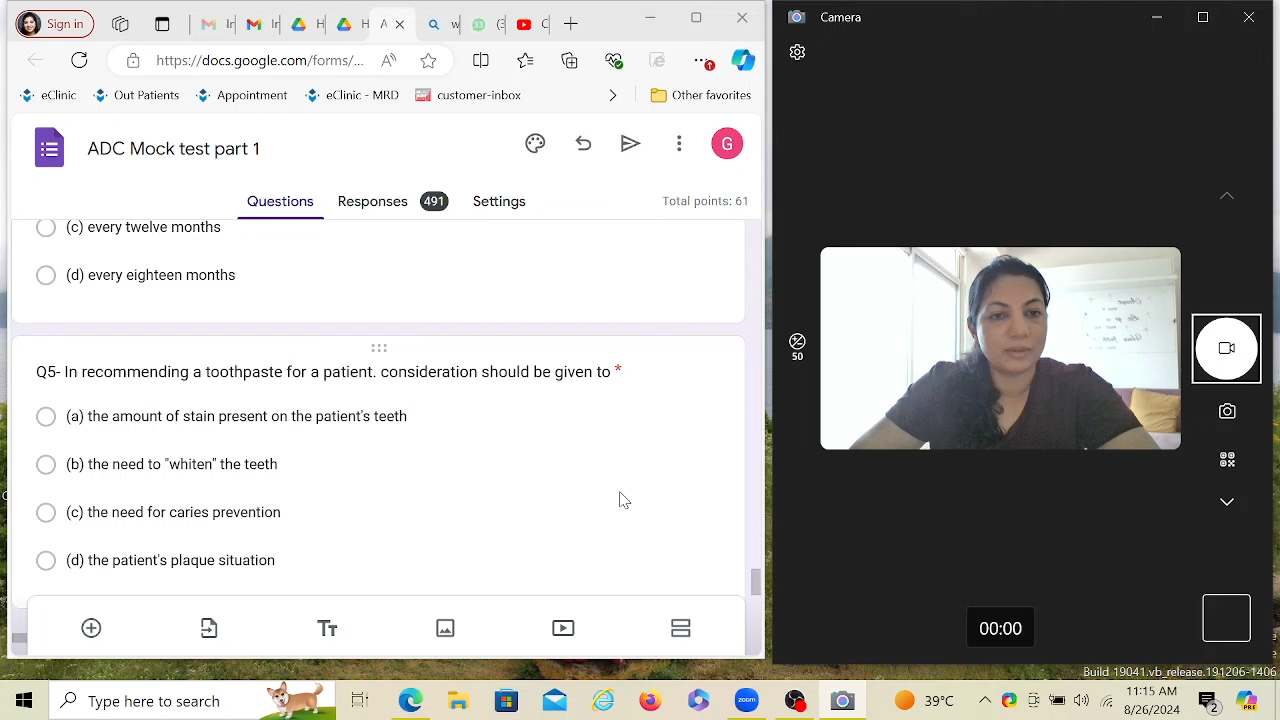 Sign in
Camera
https://docs.google.com/forms/...
eClinic
Out Patients
Appointment
eClinic - MRD
customer-inbox
Other favorites
ADC Mock test part 1
G
Questions
Responses 491
Settings
Total points: 61
(c) every twelve months
(d) every eighteen months
Q5- In recommending a toothpaste for a patient. consideration should be given to *
(a) the amount of stain present on the patient's teeth
(b) the need to "whiten" the teeth
(c) the need for caries prevention
(d) the patient's plaque situation
Tт
50
00:00
Build 19041.vb_release.191206-1406
Type here to search
zoom
39°C
11:15 AM
8/26/2024
2
PRE